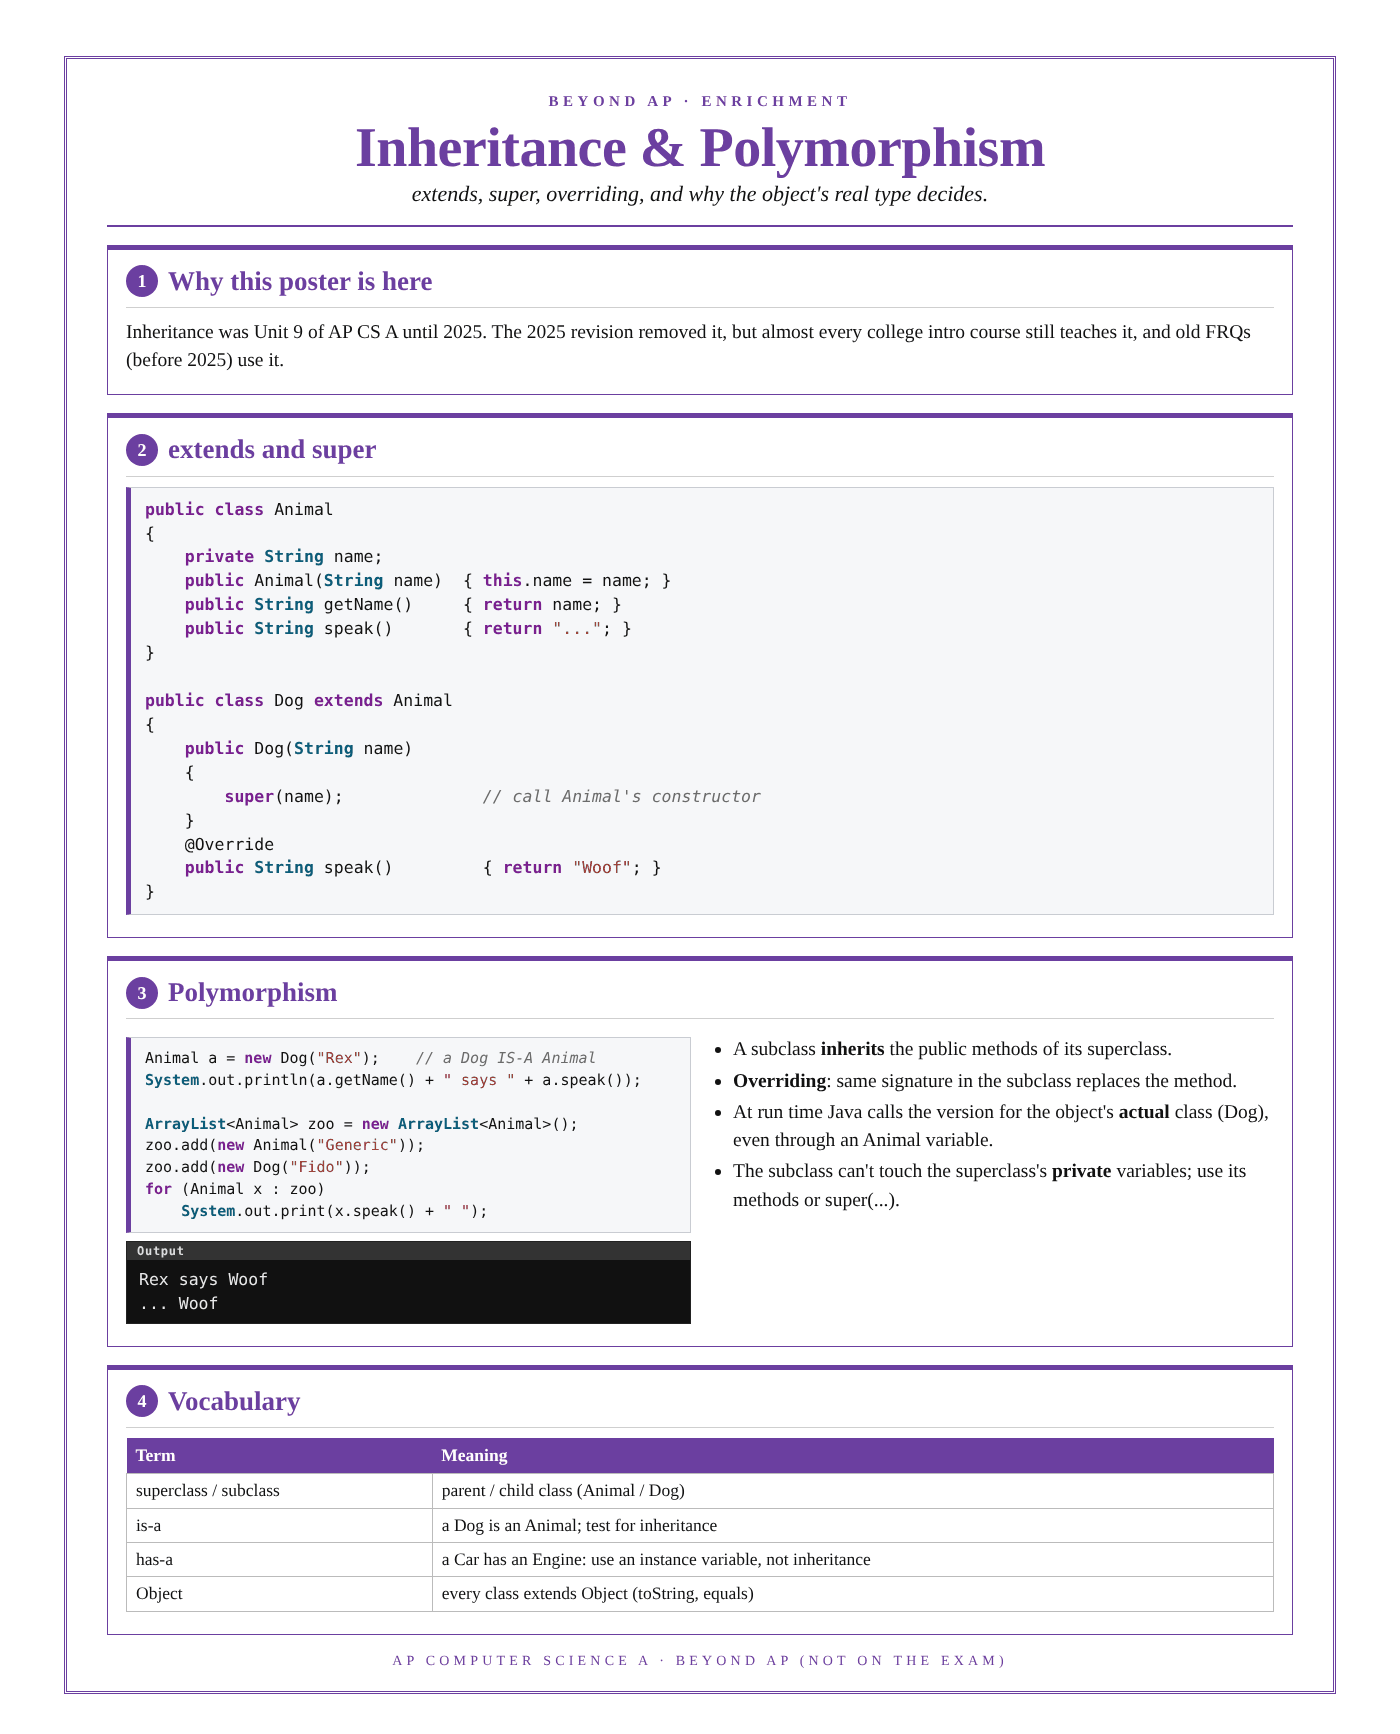 BEYOND AP · ENRICHMENT
Inheritance & Polymorphism
extends, super, overriding, and why the object's real type decides.
1 Why this poster is here
Inheritance was Unit 9 of AP CS A until 2025. The 2025 revision removed it, but almost every college intro course still teaches it, and old FRQs
(before 2025) use it.
2 extends and super
public class Animal
{
    private String name;
    public Animal(String name)  { this.name = name; }
    public String getName()     { return name; }
    public String speak()       { return "..."; }
}

public class Dog extends Animal
{
    public Dog(String name)
    {
        super(name);              // call Animal's constructor
    }
    @Override
    public String speak()         { return "Woof"; }
}
3 Polymorphism
Animal a = new Dog("Rex");    // a Dog IS-A Animal
System.out.println(a.getName() + " says " + a.speak());

ArrayList<Animal> zoo = new ArrayList<Animal>();
zoo.add(new Animal("Generic"));
zoo.add(new Dog("Fido"));
for (Animal x : zoo)
    System.out.print(x.speak() + " ");
Output
Rex says Woof
... Woof
• A subclass inherits the public methods of its superclass.
• Overriding: same signature in the subclass replaces the method.
• At run time Java calls the version for the object's actual class (Dog),
even through an Animal variable.
• The subclass can't touch the superclass's private variables; use its
methods or super(...).
4 Vocabulary
Term Meaning
superclass / subclass parent / child class (Animal / Dog)
is-a a Dog is an Animal; test for inheritance
has-a a Car has an Engine: use an instance variable, not inheritance
Object every class extends Object (toString, equals)
AP COMPUTER SCIENCE A · BEYOND AP (NOT ON THE EXAM)